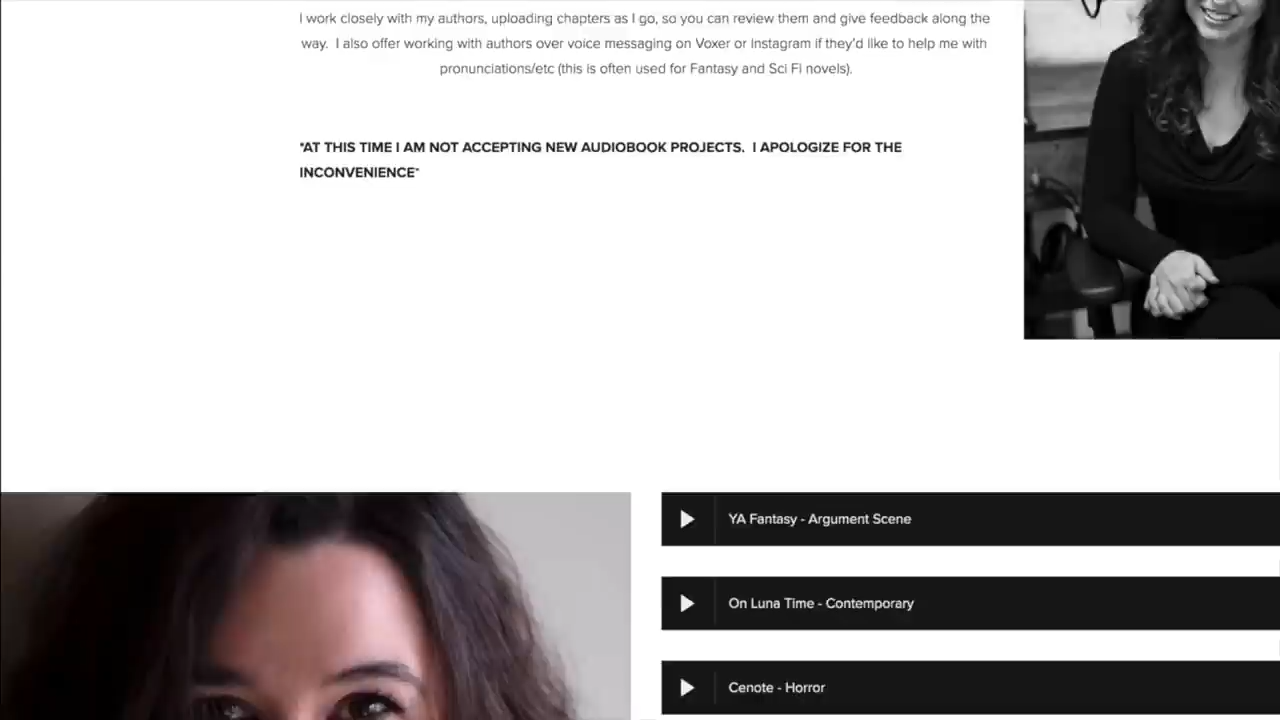 I work closely with my authors, uploading chapters as I go, so you can review them and give feedback along the
way.  I also offer working with authors over voice messaging on Voxer or Instagram if they'd like to help me with
pronunciations/etc (this is often used for Fantasy and Sci Fi novels).
*AT THIS TIME I AM NOT ACCEPTING NEW AUDIOBOOK PROJECTS.  I APOLOGIZE FOR THE
INCONVENIENCE*
YA Fantasy - Argument Scene
On Luna Time - Contemporary
Cenote - Horror